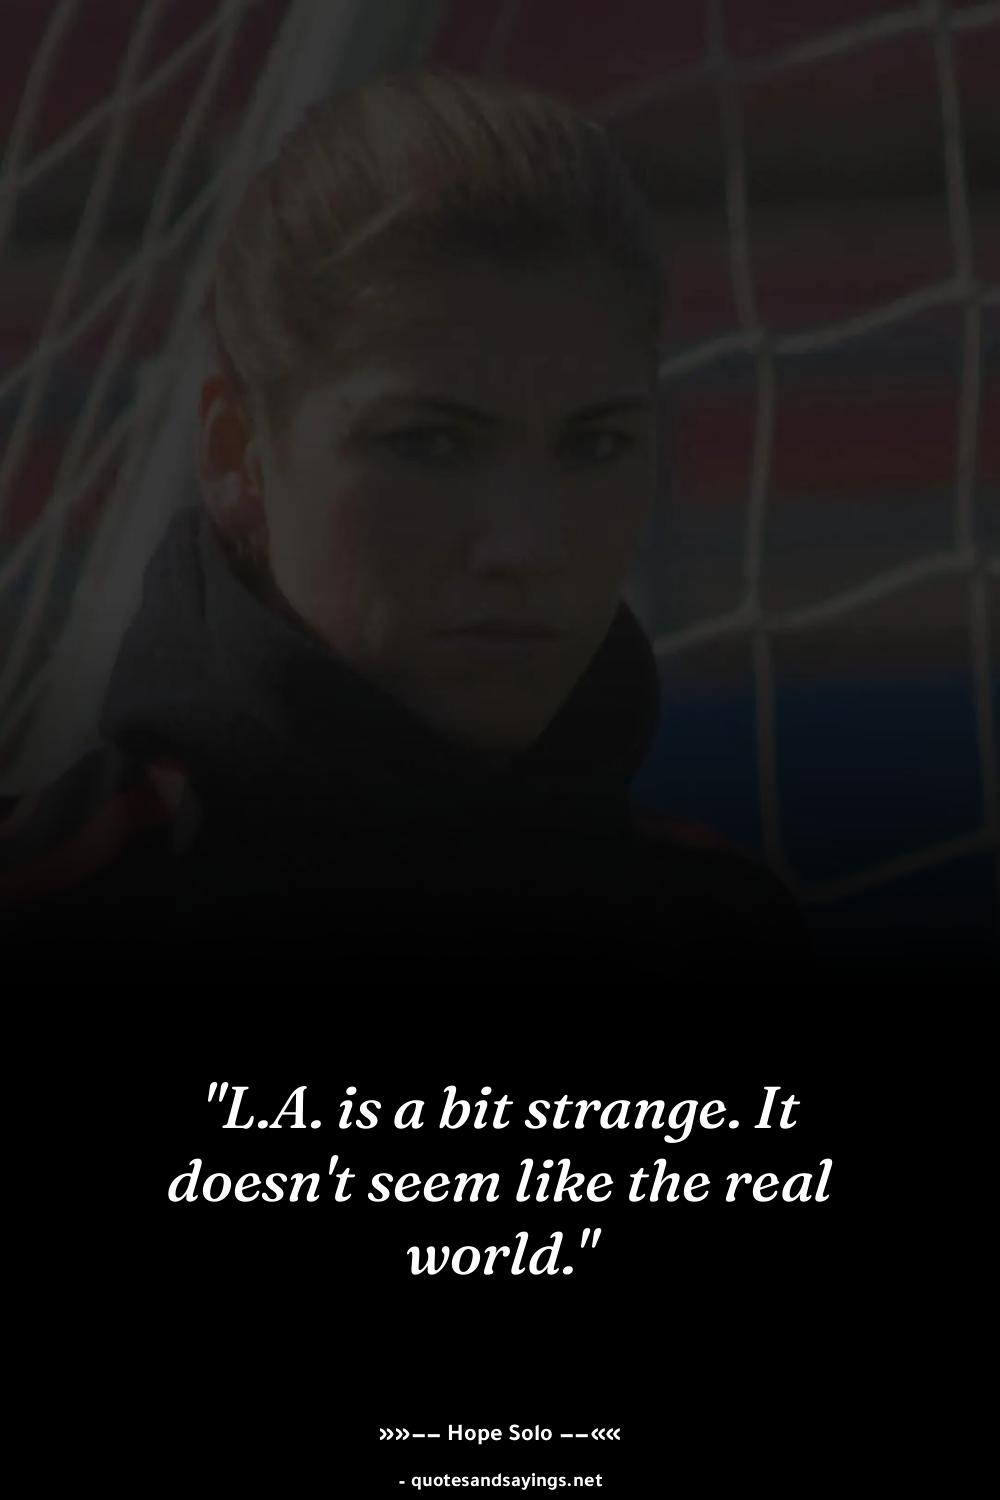 "L.A. is a bit strange. It
doesn't seem like the real
world."
»»−− Hope Solo −−««
- quotesandsayings.net